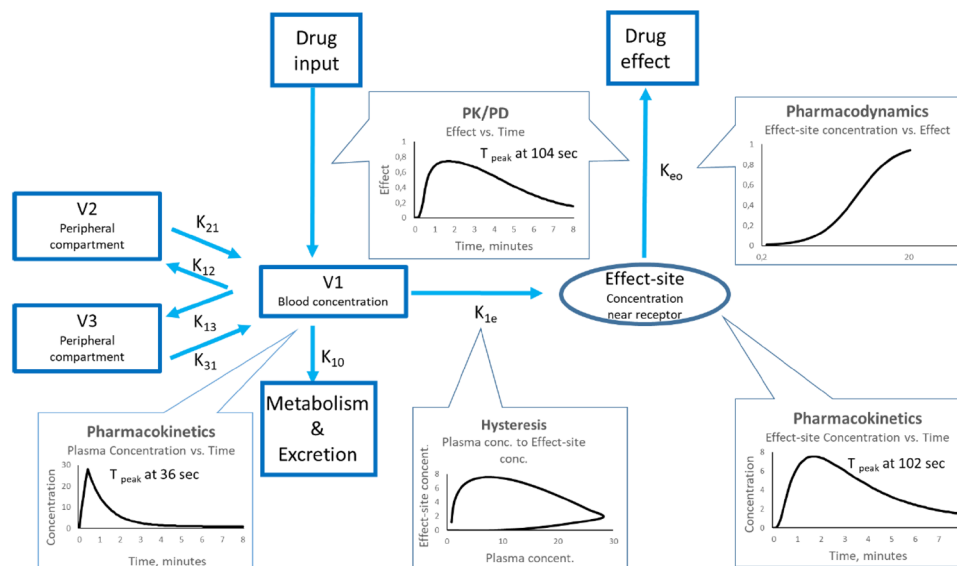 Drug
input
Drug
effect
PK/PD
Effect vs. Time
T peak at 104 sec
Effect
1
0,8
0,6
0,4
0,2
0
0 1 2 3 4 5 6 7 8
Time, minutes
Pharmacodynamics
Effect-site concentration vs. Effect
1
0,8
0,6
0,4
0,2
0
0,2 20
Keo
V2
Peripheral
compartment
K21
K12
V3
Peripheral
compartment
K13
K31
V1
Blood concentration
K1e
Effect-site
Concentration
near receptor
K10
Metabolism
&
Excretion
Pharmacokinetics
Plasma Concentration vs. Time
T peak at 36 sec
Concentration
30
20
10
0
0 1 2 3 4 5 6 7 8
Time, minutes
Hysteresis
Plasma conc. to Effect-site
conc.
Effect-site concent.
8
6
4
2
0
0 10 20 30
Plasma concent.
Pharmacokinetics
Effect-site Concentration vs. Time
T peak at 102 sec
Concentration
8
6
4
2
0
0 1 2 3 4 5 6 7
Time, minutes